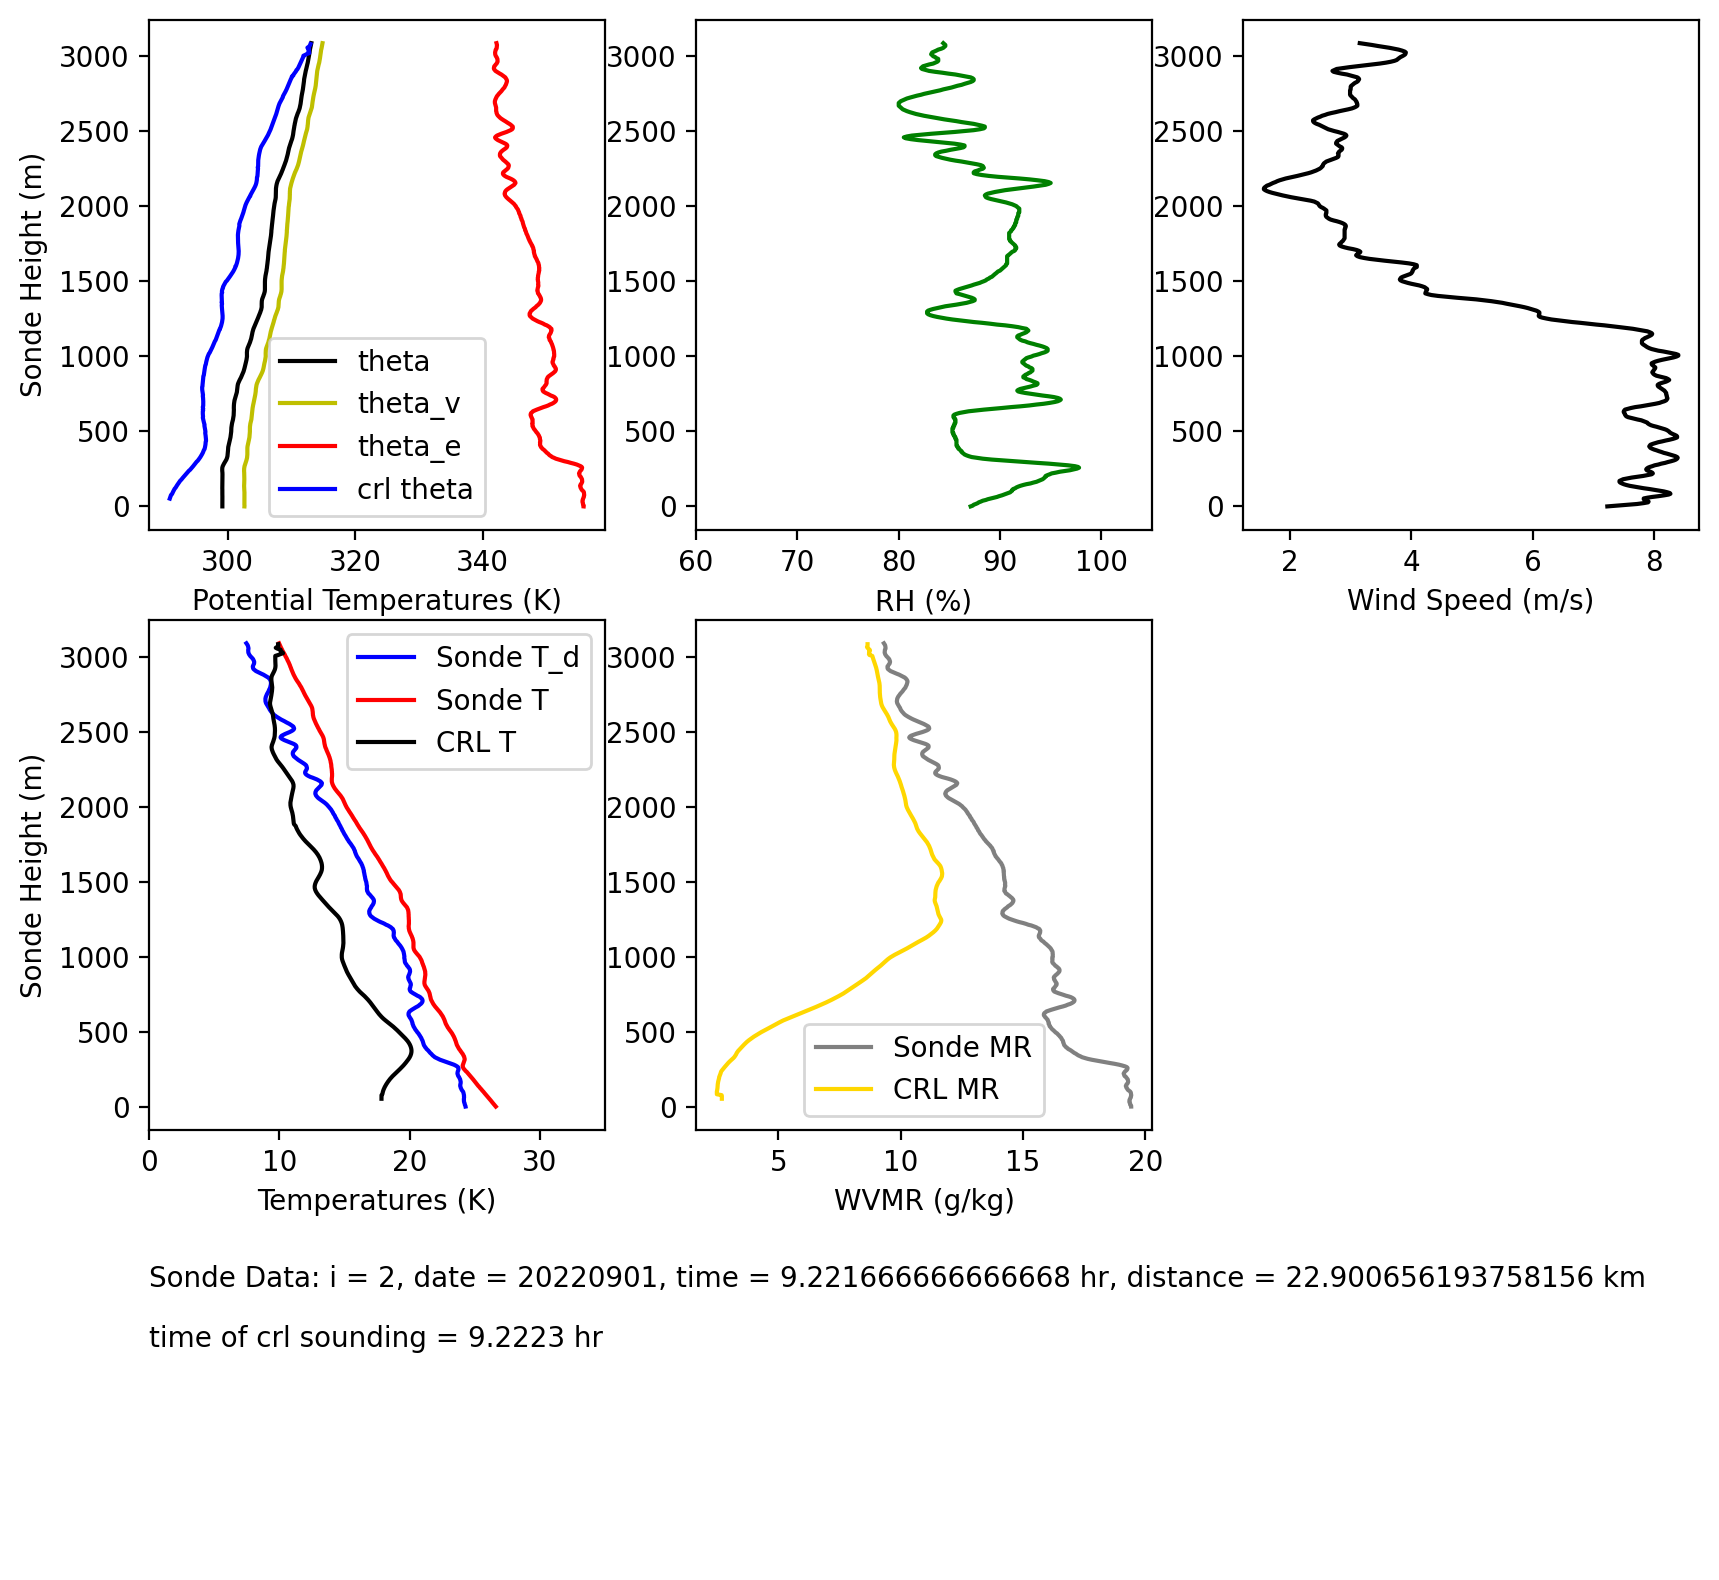 3000
2500
2000
1500
1000
500
0
Sonde Height (m)
theta
theta_v
theta_e
crl theta
300 320 340
Potential Temperatures (K)
3000
2500
2000
1500
1000
500
0
60 70 80 90 100
RH (%)
3000
2500
2000
1500
1000
500
0
2 4 6 8
Wind Speed (m/s)
3000
2500
2000
1500
1000
500
0
Sonde Height (m)
Sonde T_d
Sonde T
CRL T
0 10 20 30
Temperatures (K)
3000
2500
2000
1500
1000
500
0
Sonde MR
CRL MR
5 10 15 20
WVMR (g/kg)
Sonde Data: i = 2, date = 20220901, time = 9.221666666666668 hr, distance = 22.900656193758156 km
time of crl sounding = 9.2223 hr